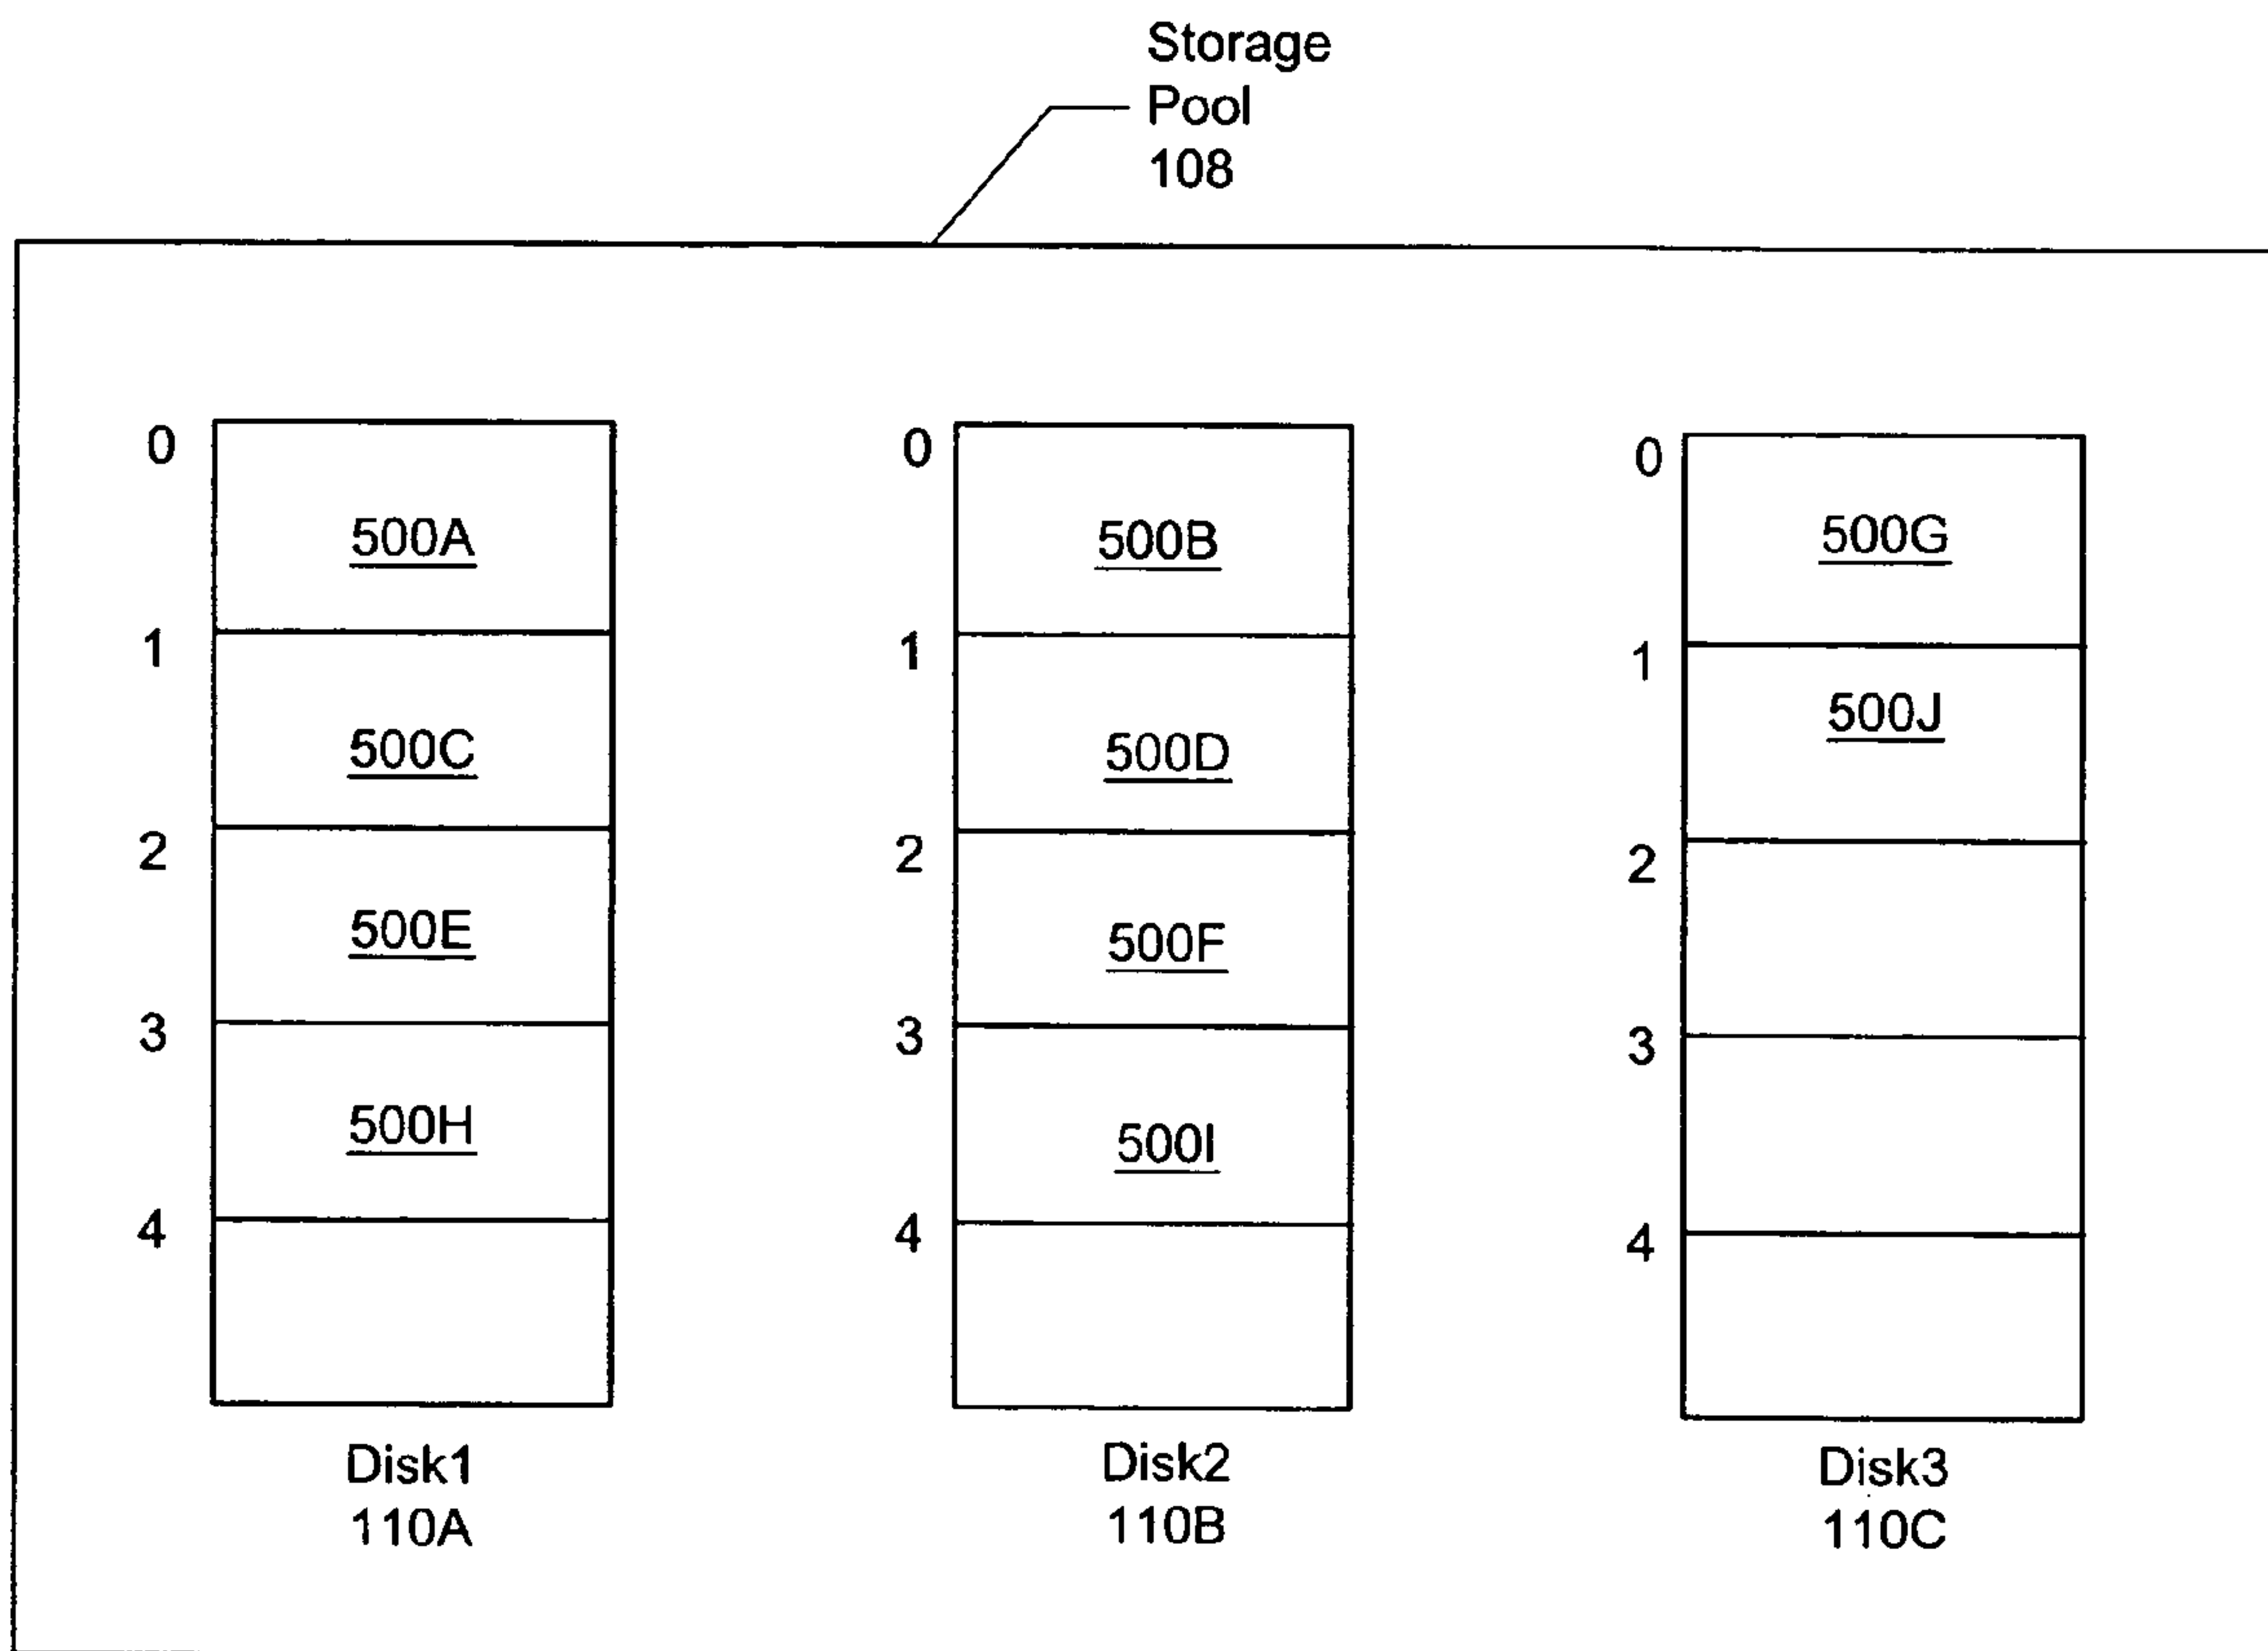 Storage
Pool
108
0
0
0
500A
500B
500G
1
1
1
500C
500D
500J
2
2
2
500E
500F
3
3
3
500H
500I
4
4
4
Disk1
Disk2
Disk3
110A
110B
110C